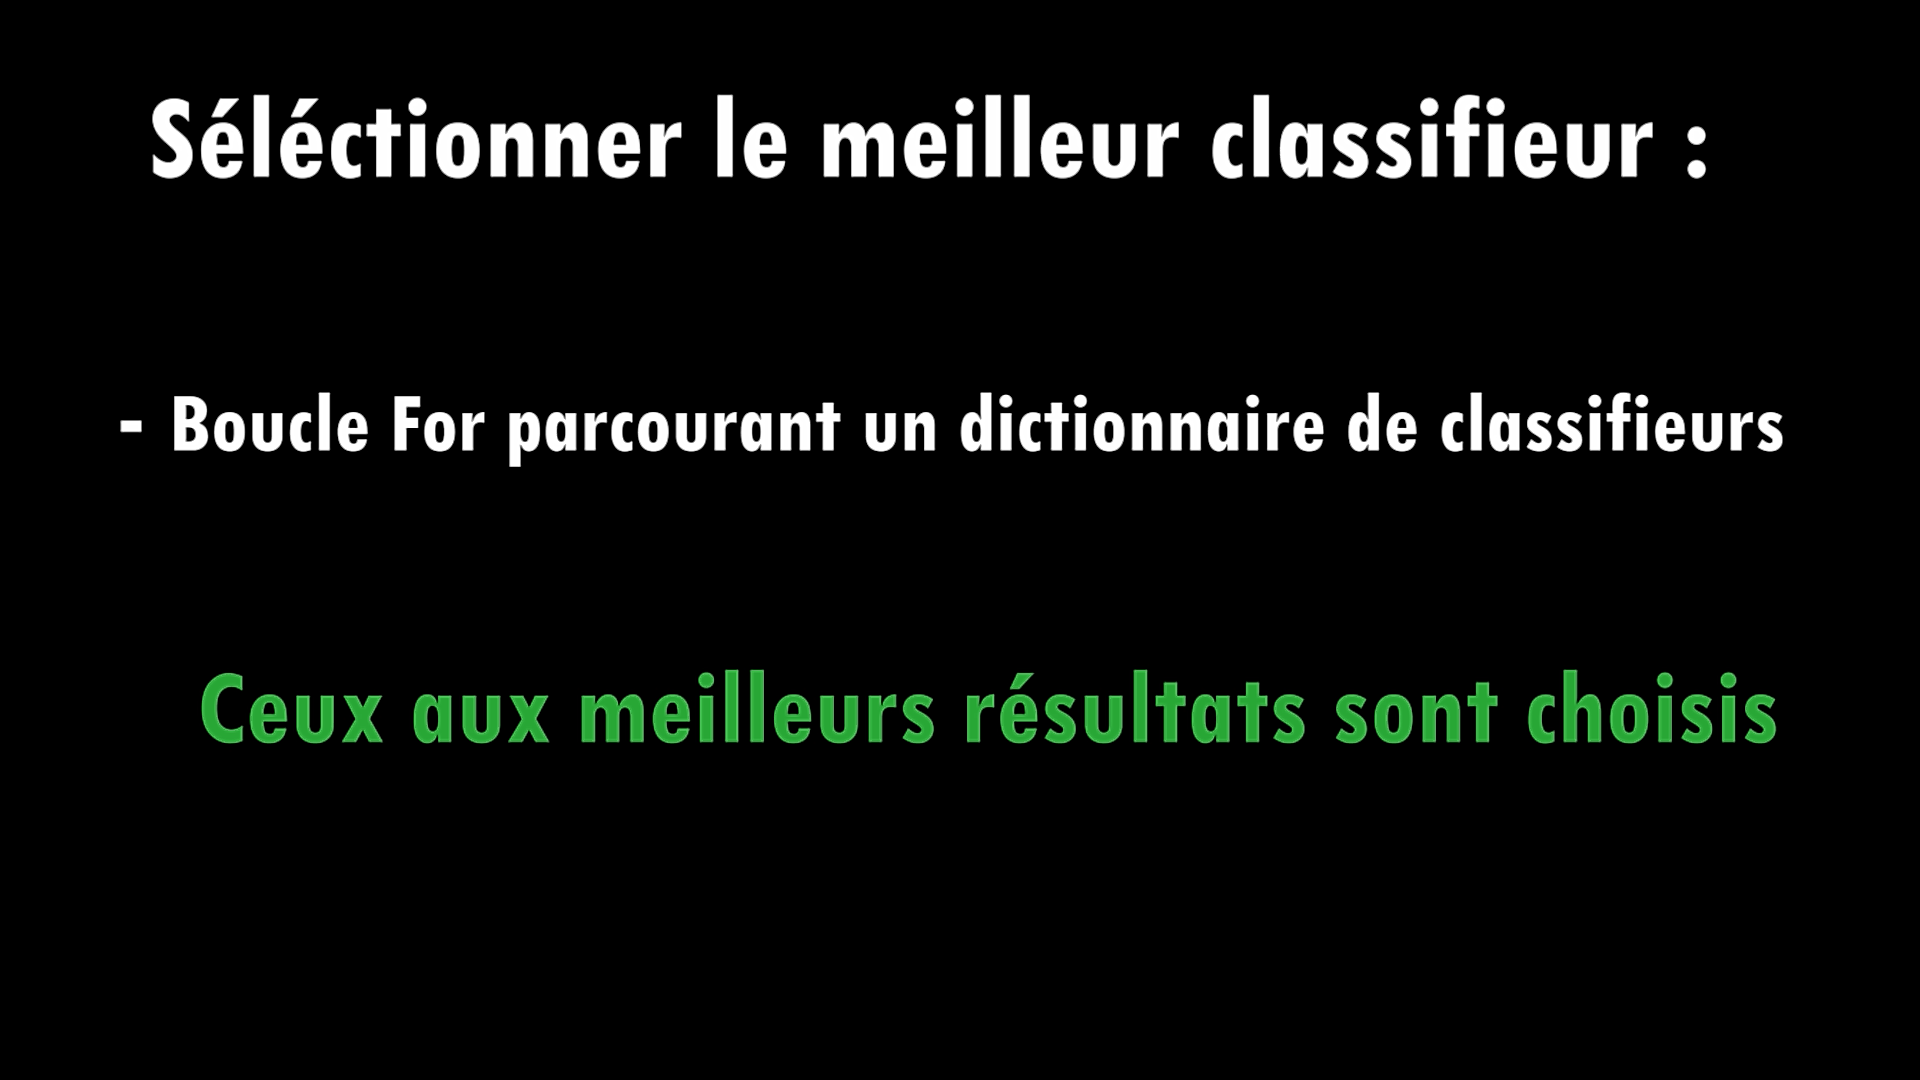 Séléctionner le meilleur classifieur :
- Boucle For parcourant un dictionnaire de classifieurs
Ceux aux meilleurs résultats sont choisis